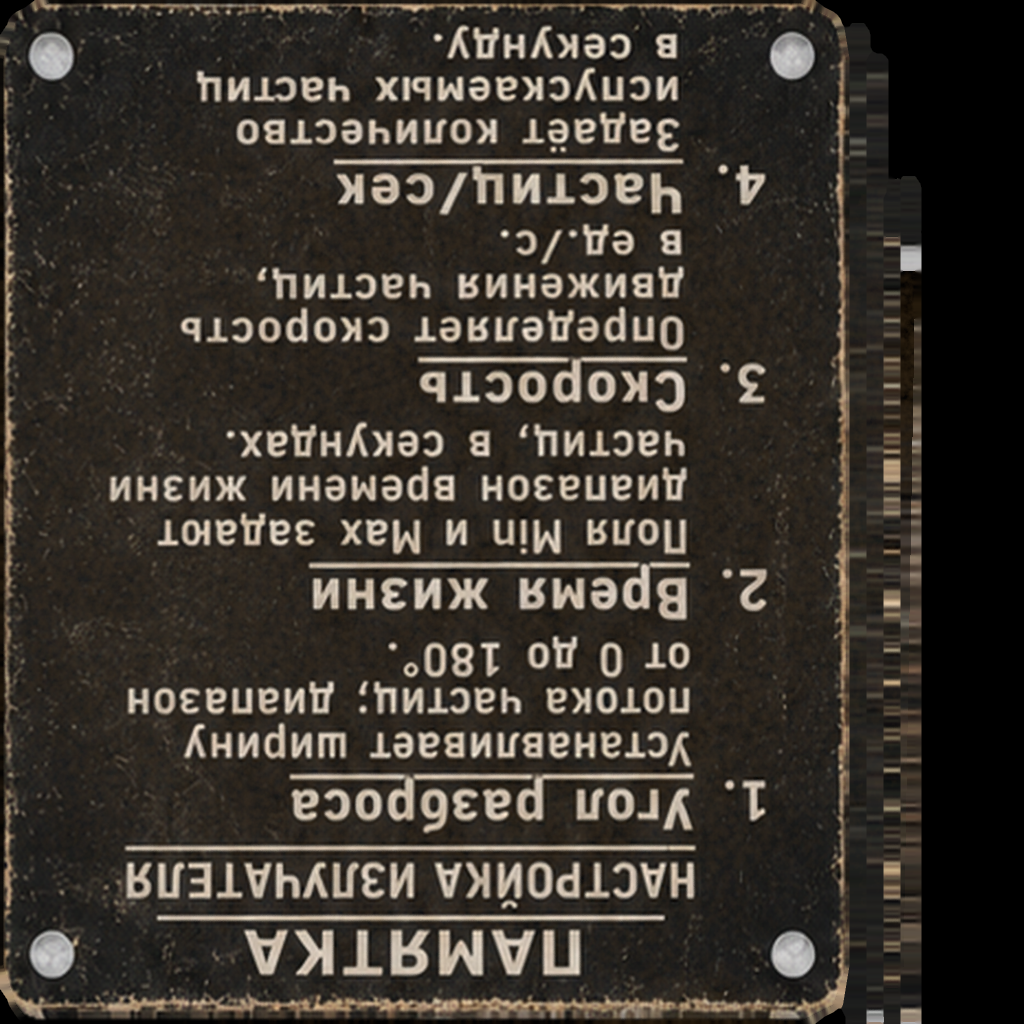 ПАМЯТКА
НАСТРОЙКА ИЗЛУЧАТЕЛЯ
1. Угол разброса
Устанавливает ширину
потока частиц; диапазон
от 0 до 180°.
2. Время жизни
Поля Min и Max задают
диапазон времени жизни
частиц, в секундах.
3. Скорость
Определяет скорость
движения частиц,
в ед./с.
4. Частиц/сек
Задаёт количество
испускаемых частиц
в секунду.